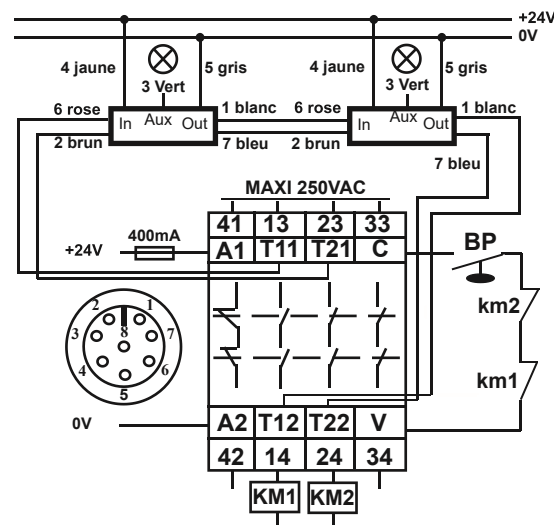 +24V
0V
4 jaune
5 gris
4 jaune
5 gris
3 Vert
3 Vert
6 rose
In Aux Out
1 blanc
6 rose
In Aux Out
1 blanc
2 brun
7 bleu
2 brun
7 bleu
MAXI 250VAC
41 13 23 33
400mA
+24V
A1 T11 T21 C
BP
km2
2 1
3 8 7
4 6
5
km1
0V
A2 T12 T22 V
42 14 24 34
KM1 KM2